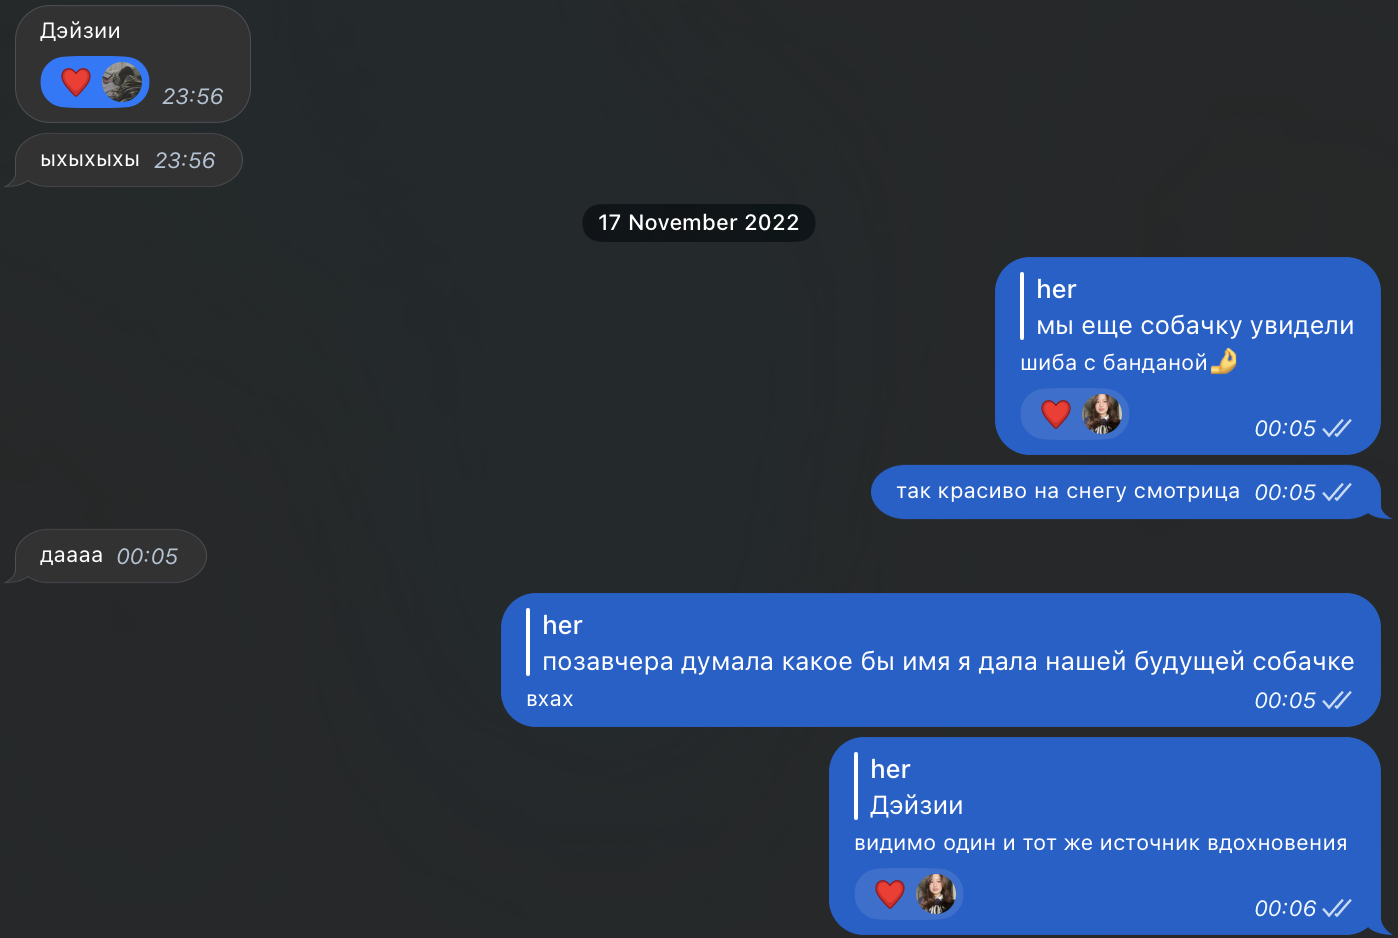 Дэйзии
23:56
ыхыхыхы 23:56
17 November 2022
her
мы еще собачку увидели
шиба с банданой🤌
00:05
так красиво на снегу смотрица 00:05
даааа 00:05
her
позавчера думала какое бы имя я дала нашей будущей собачке
вхах 00:05
her
Дэйзии
видимо один и тот же источник вдохновения
00:06